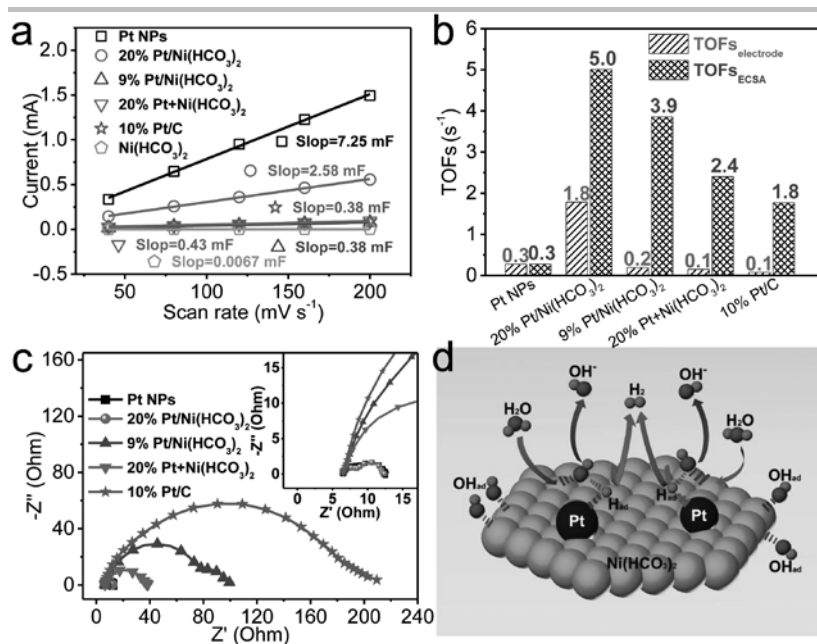 a
Pt NPs
20% Pt/Ni(HCO₃)₂
9% Pt/Ni(HCO₃)₂
20% Pt+Ni(HCO₃)₂
10% Pt/C
Ni(HCO₃)₂
Slop=7.25 mF
Slop=2.58 mF
Slop=0.38 mF
Slop=0.43 mF
Slop=0.38 mF
Slop=0.0067 mF
Current (mA)
2.0
1.5
1.0
0.5
0.0
-0.5
50 100 150 200
Scan rate (mV s⁻¹)
b
TOFs electrode
TOFs ECSA
TOFs (s⁻¹)
6
5
4
3
2
1
0
0.3 0.3
1.8 5.0
0.2 3.9
0.1 2.4
0.1 1.8
Pt NPs
20% Pt/Ni(HCO₃)₂
9% Pt/Ni(HCO₃)₂
20% Pt+Ni(HCO₃)₂
10% Pt/C
c
Pt NPs
20% Pt/Ni(HCO₃)₂
9% Pt/Ni(HCO₃)₂
20% Pt+Ni(HCO₃)₂
10% Pt/C
-Z'' (Ohm)
160
120
80
40
0
0 40 80 120 160 200 240
Z' (Ohm)
-Z'' (Ohm)
15
10
5
0
0 5 10 15
Z' (Ohm)
d
OH⁻
H₂
OH⁻
H₂O
H₂O
OHad
Had
H
OHad
Pt
Pt
Ni(HCO₃)₂
OHad
OHad